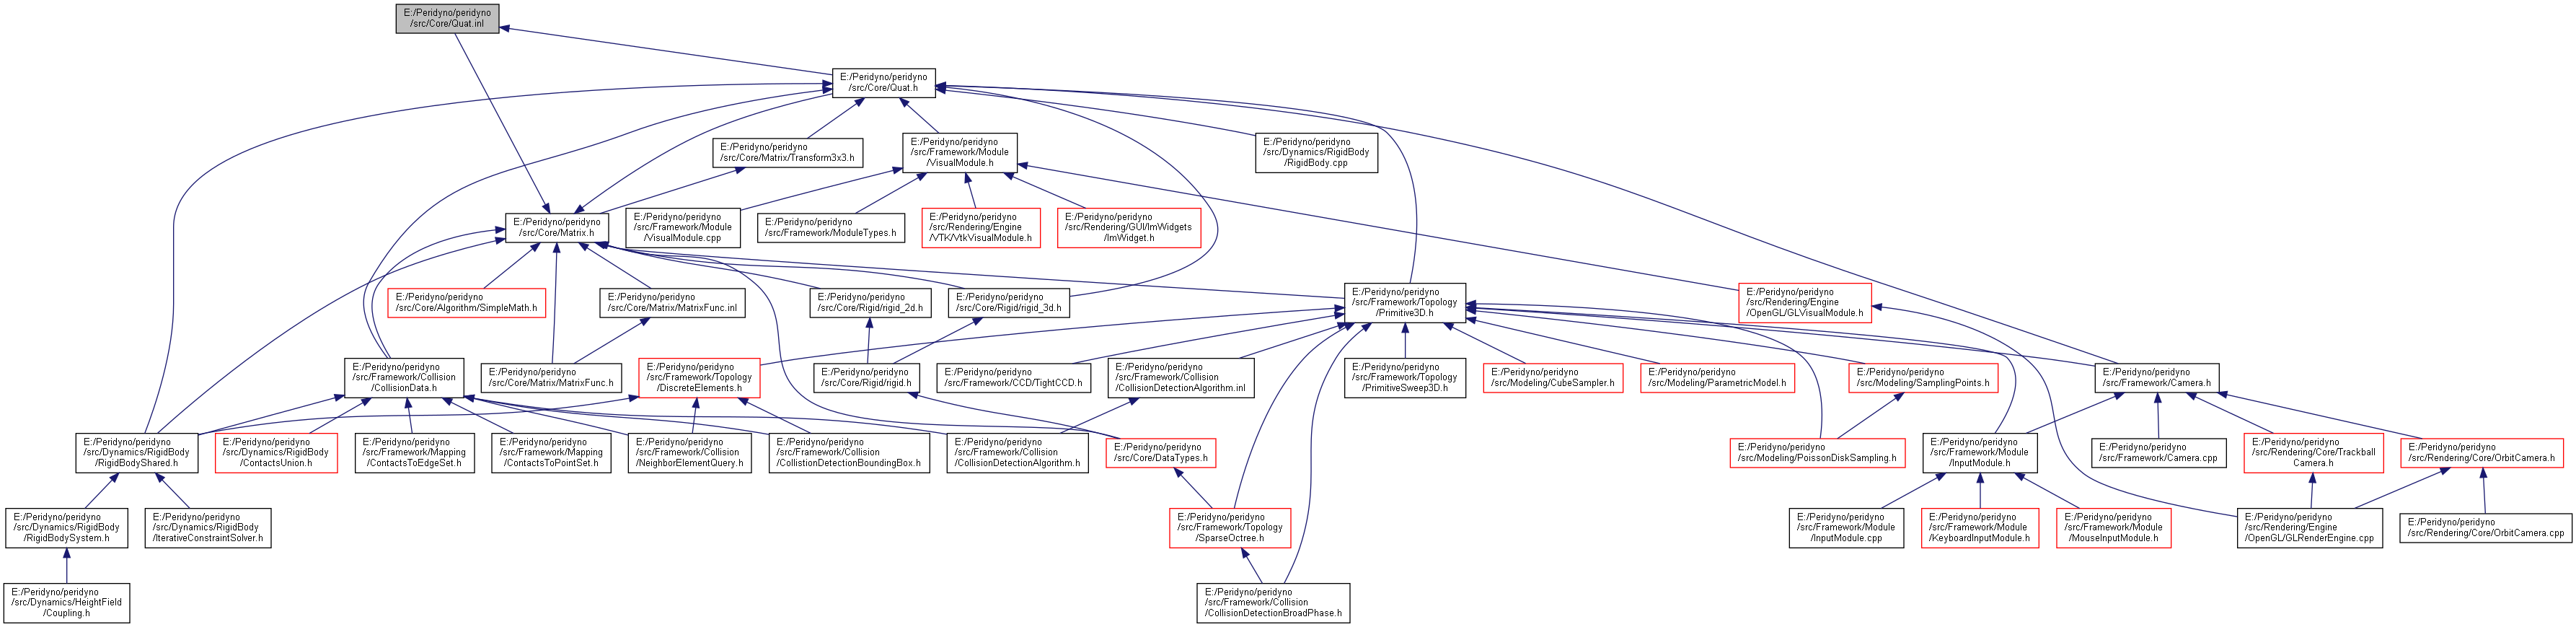 E:/Peridyno/peridyno
/src/Core/Quat.inl
E:/Peridyno/peridyno
/src/Core/Quat.h
E:/Peridyno/peridyno
/src/Core/Matrix/Transform3x3.h
E:/Peridyno/peridyno
/src/Framework/Module
/VisualModule.h
E:/Peridyno/peridyno
/src/Dynamics/RigidBody
/RigidBody.cpp
E:/Peridyno/peridyno
/src/Core/Matrix.h
E:/Peridyno/peridyno
/src/Framework/Module
/VisualModule.cpp
E:/Peridyno/peridyno
/src/Framework/ModuleTypes.h
E:/Peridyno/peridyno
/src/Rendering/Engine
/VTK/VtkVisualModule.h
E:/Peridyno/peridyno
/src/Rendering/GUI/ImWidgets
/ImWidget.h
E:/Peridyno/peridyno
/src/Core/Algorithm/SimpleMath.h
E:/Peridyno/peridyno
/src/Core/Matrix/MatrixFunc.inl
E:/Peridyno/peridyno
/src/Core/Rigid/rigid_2d.h
E:/Peridyno/peridyno
/src/Core/Rigid/rigid_3d.h
E:/Peridyno/peridyno
/src/Framework/Topology
/Primitive3D.h
E:/Peridyno/peridyno
/src/Rendering/Engine
/OpenGL/GLVisualModule.h
E:/Peridyno/peridyno
/src/Framework/Collision
/CollisionData.h
E:/Peridyno/peridyno
/src/Core/Matrix/MatrixFunc.h
E:/Peridyno/peridyno
/src/Framework/Topology
/DiscreteElements.h
E:/Peridyno/peridyno
/src/Core/Rigid/rigid.h
E:/Peridyno/peridyno
/src/Framework/CCD/TightCCD.h
E:/Peridyno/peridyno
/src/Framework/Collision
/CollisionDetectionAlgorithm.inl
E:/Peridyno/peridyno
/src/Framework/Topology
/PrimitiveSweep3D.h
E:/Peridyno/peridyno
/src/Modeling/CubeSampler.h
E:/Peridyno/peridyno
/src/Modeling/ParametricModel.h
E:/Peridyno/peridyno
/src/Modeling/SamplingPoints.h
E:/Peridyno/peridyno
/src/Framework/Camera.h
E:/Peridyno/peridyno
/src/Dynamics/RigidBody
/RigidBodyShared.h
E:/Peridyno/peridyno
/src/Dynamics/RigidBody
/ContactsUnion.h
E:/Peridyno/peridyno
/src/Framework/Mapping
/ContactsToEdgeSet.h
E:/Peridyno/peridyno
/src/Framework/Mapping
/ContactsToPointSet.h
E:/Peridyno/peridyno
/src/Framework/Collision
/NeighborElementQuery.h
E:/Peridyno/peridyno
/src/Framework/Collision
/CollistionDetectionBoundingBox.h
E:/Peridyno/peridyno
/src/Framework/Collision
/CollisionDetectionAlgorithm.h
E:/Peridyno/peridyno
/src/Core/DataTypes.h
E:/Peridyno/peridyno
/src/Modeling/PoissonDiskSampling.h
E:/Peridyno/peridyno
/src/Framework/Module
/InputModule.h
E:/Peridyno/peridyno
/src/Framework/Camera.cpp
E:/Peridyno/peridyno
/src/Rendering/Core/Trackball
Camera.h
E:/Peridyno/peridyno
/src/Rendering/Core/OrbitCamera.h
E:/Peridyno/peridyno
/src/Dynamics/RigidBody
/RigidBodySystem.h
E:/Peridyno/peridyno
/src/Dynamics/RigidBody
/IterativeConstraintSolver.h
E:/Peridyno/peridyno
/src/Framework/Topology
/SparseOctree.h
E:/Peridyno/peridyno
/src/Framework/Module
/InputModule.cpp
E:/Peridyno/peridyno
/src/Framework/Module
/KeyboardInputModule.h
E:/Peridyno/peridyno
/src/Framework/Module
/MouseInputModule.h
E:/Peridyno/peridyno
/src/Rendering/Engine
/OpenGL/GLRenderEngine.cpp
E:/Peridyno/peridyno
/src/Rendering/Core/OrbitCamera.cpp
E:/Peridyno/peridyno
/src/Dynamics/HeightField
/Coupling.h
E:/Peridyno/peridyno
/src/Framework/Collision
/CollisionDetectionBroadPhase.h